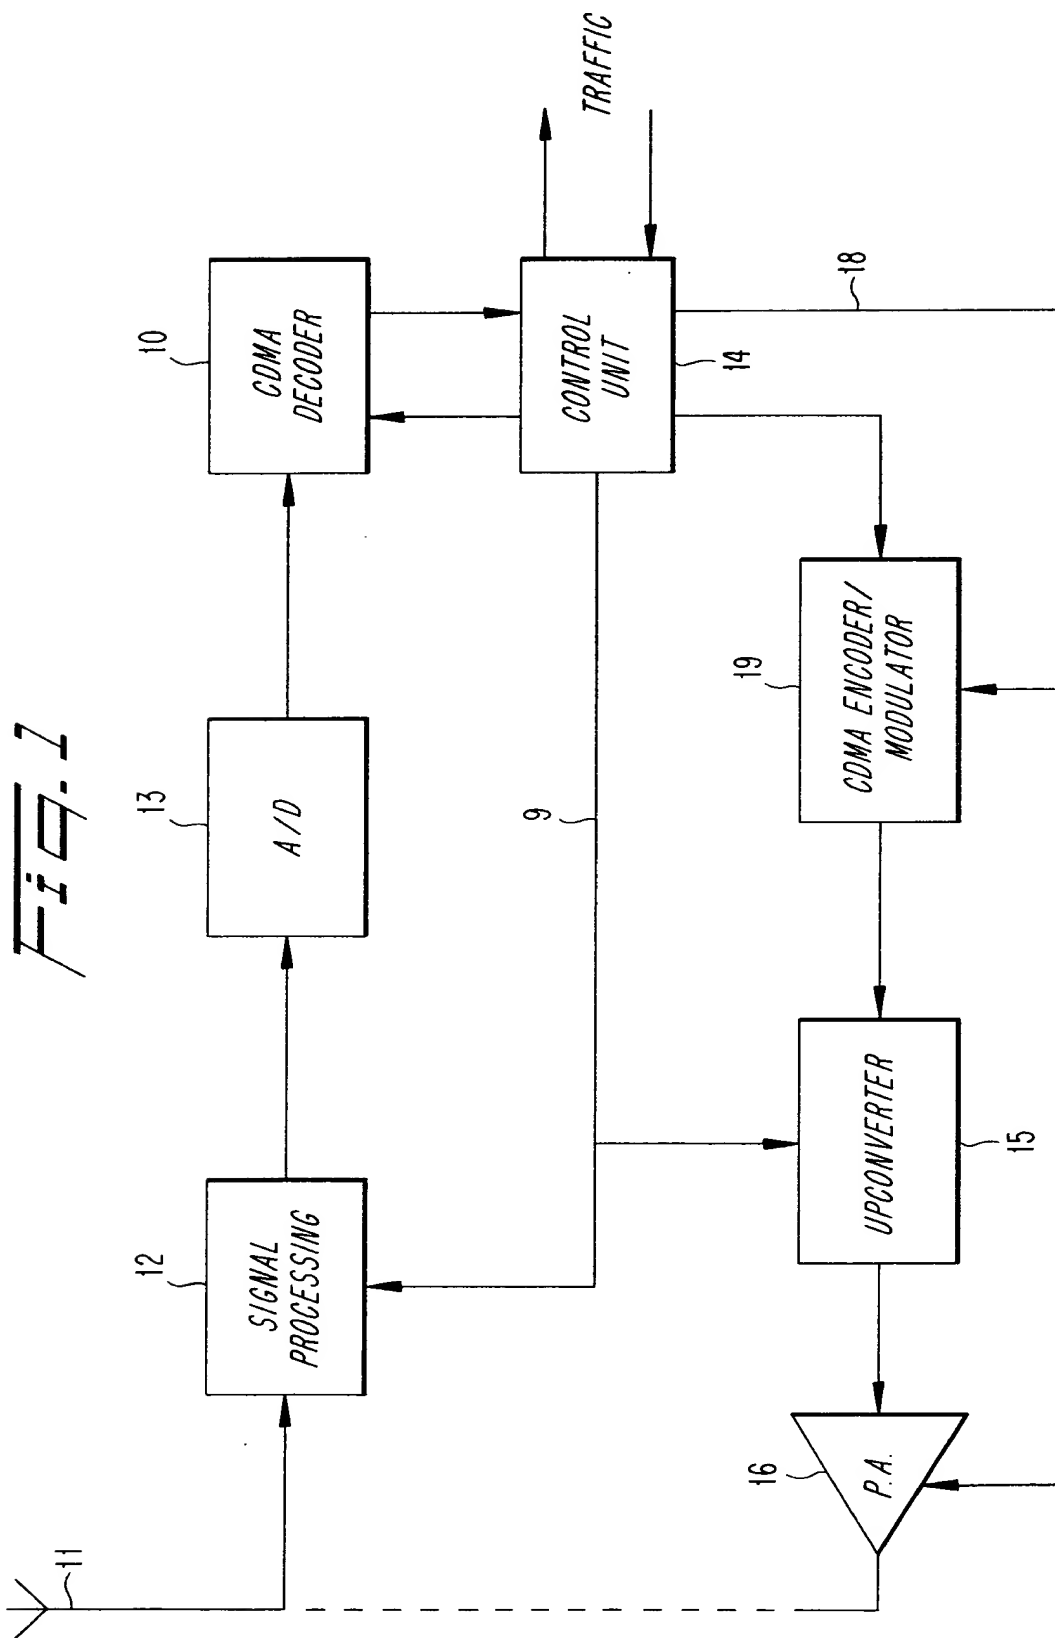 Fig. 1
11
12
SIGNAL
PROCESSING
13
A/D
10
CDMA
DECODER
9
CONTROL
UNIT
14
TRAFFIC
18
16
P.A.
UPCONVERTER
15
19
CDMA ENCODER/
MODULATOR